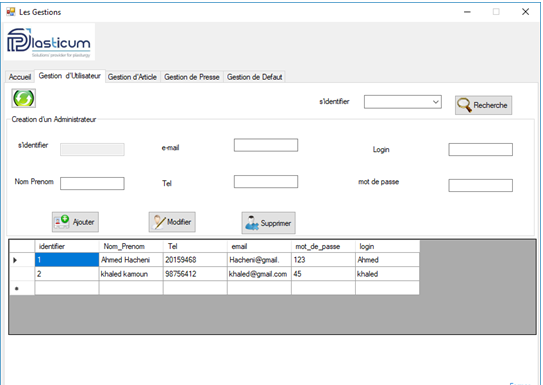 Les Gestions
Plasticum
Solutions provider for plasturgy
Accueil Gestion d'Utilisateur Gestion d'Article Gestion de Presse Gestion de Defaut
s'identifier Recherche
Creation d'un Administrateur
s'identifier e-mail Login
Nom Prenom Tel mot de passe
Ajouter Modifier Supprimer
identifier Nom_Prenom Tel email mot_de_passe login
1 Ahmed Hacheni 20159468 Hacheni@gmail. 123 Ahmed
2 khaled kamoun 98756412 khaled@gmail.com 45 khaled